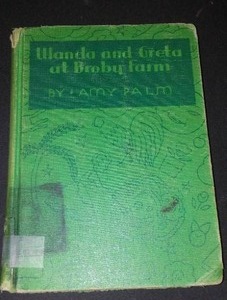 Wanda and Greta
at Broby Farm
BY AMY PALM